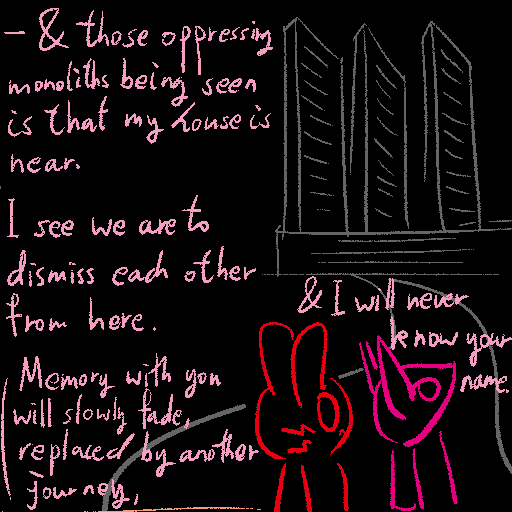 - & those oppressing
monoliths being seen
is that my house is
near.
I see we are to
dismiss each other
from here.
& I will never
know your
name.
Memory with you
will slowly fade,
replaced by another
journey,